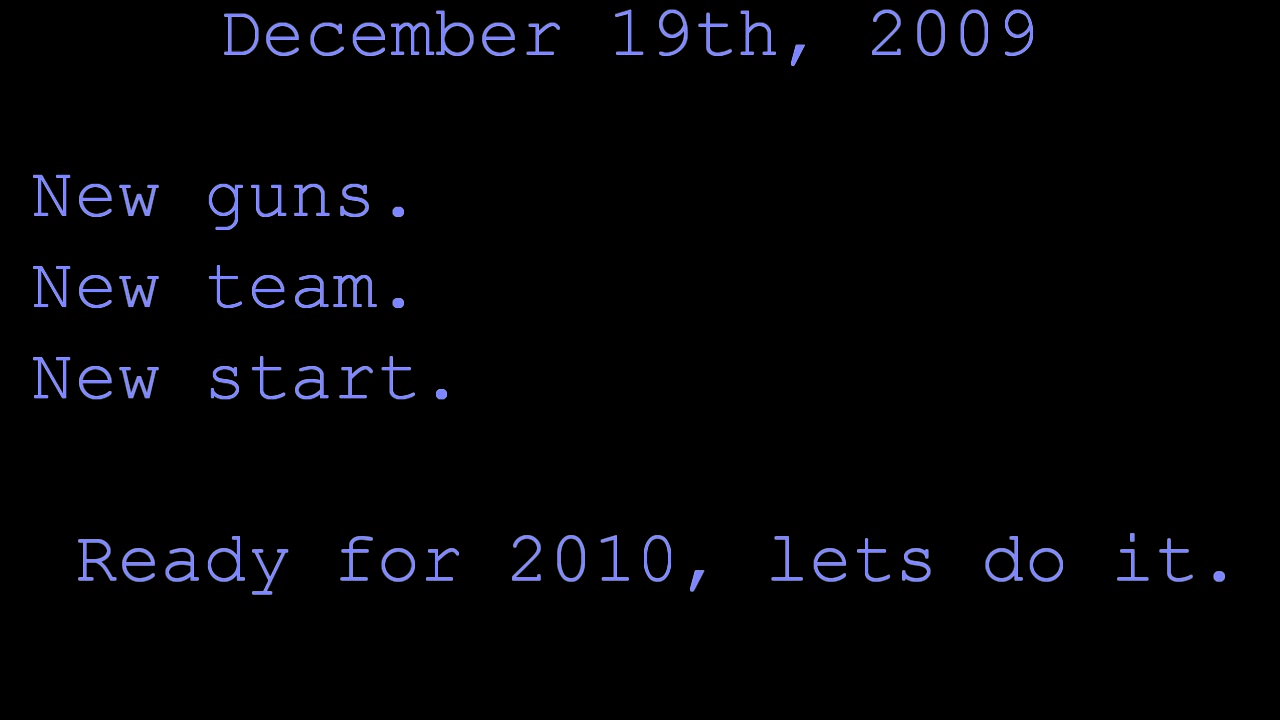 December 19th, 2009
New guns.
New team.
New start.
Ready for 2010, lets do it.